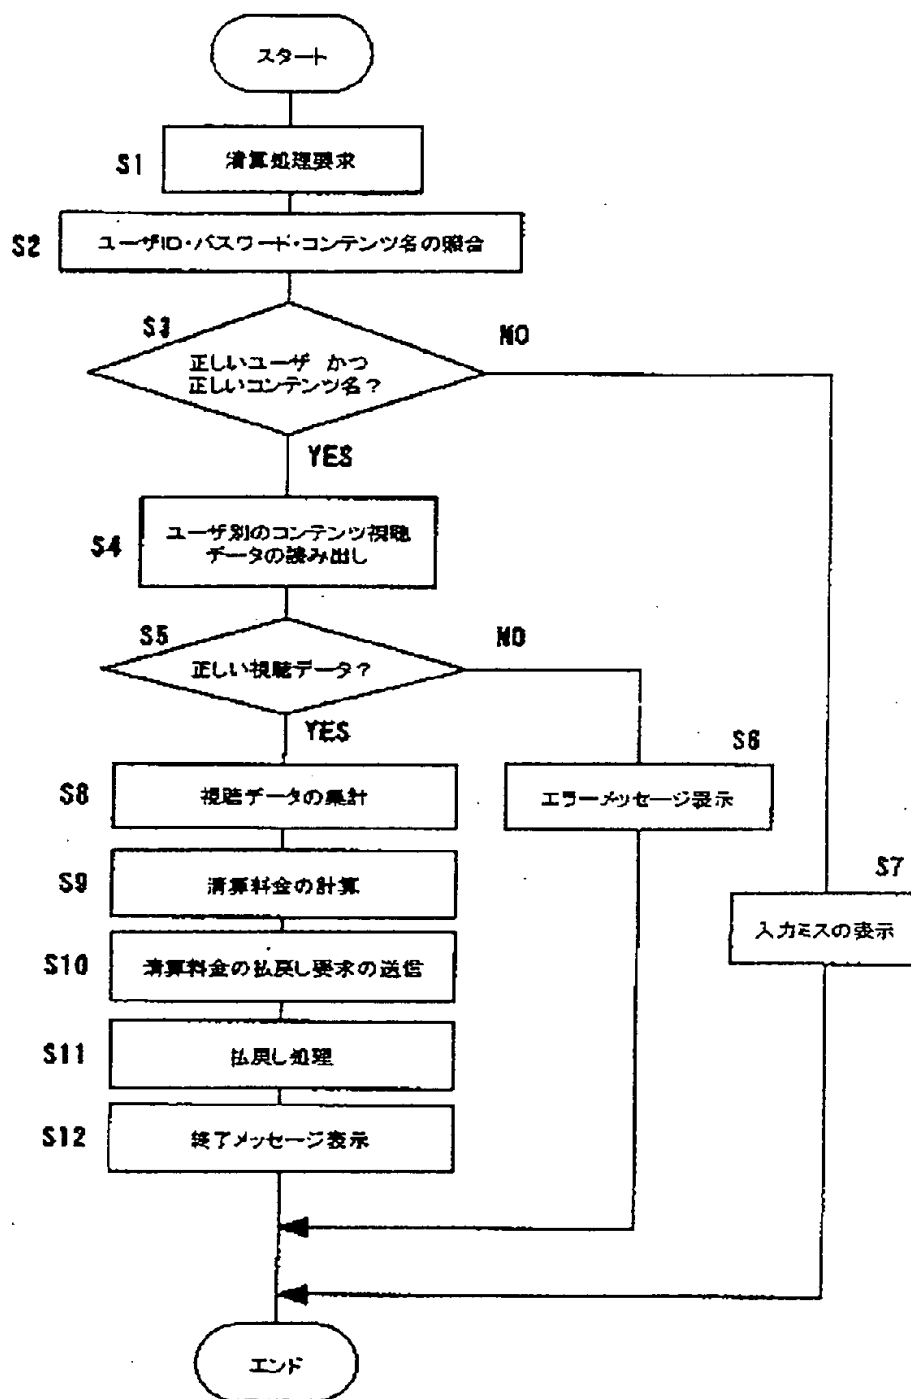 スタート
S1
清算処理要求
S2
ユーザID・パスワード・コンテンツ名の照合
S3
NO
正しいユーザ かつ
正しいコンテンツ名?
YES
S4
ユーザ別のコンテンツ視聴
データの読み出し
S5
NO
正しい視聴データ?
YES
S6
S8
視聴データの集計
エラーメッセージ表示
S7
S9
清算料金の計算
入力ミスの表示
S10
清算料金の払戻し要求の送信
S11
払戻し処理
S12
終了メッセージ表示
エンド